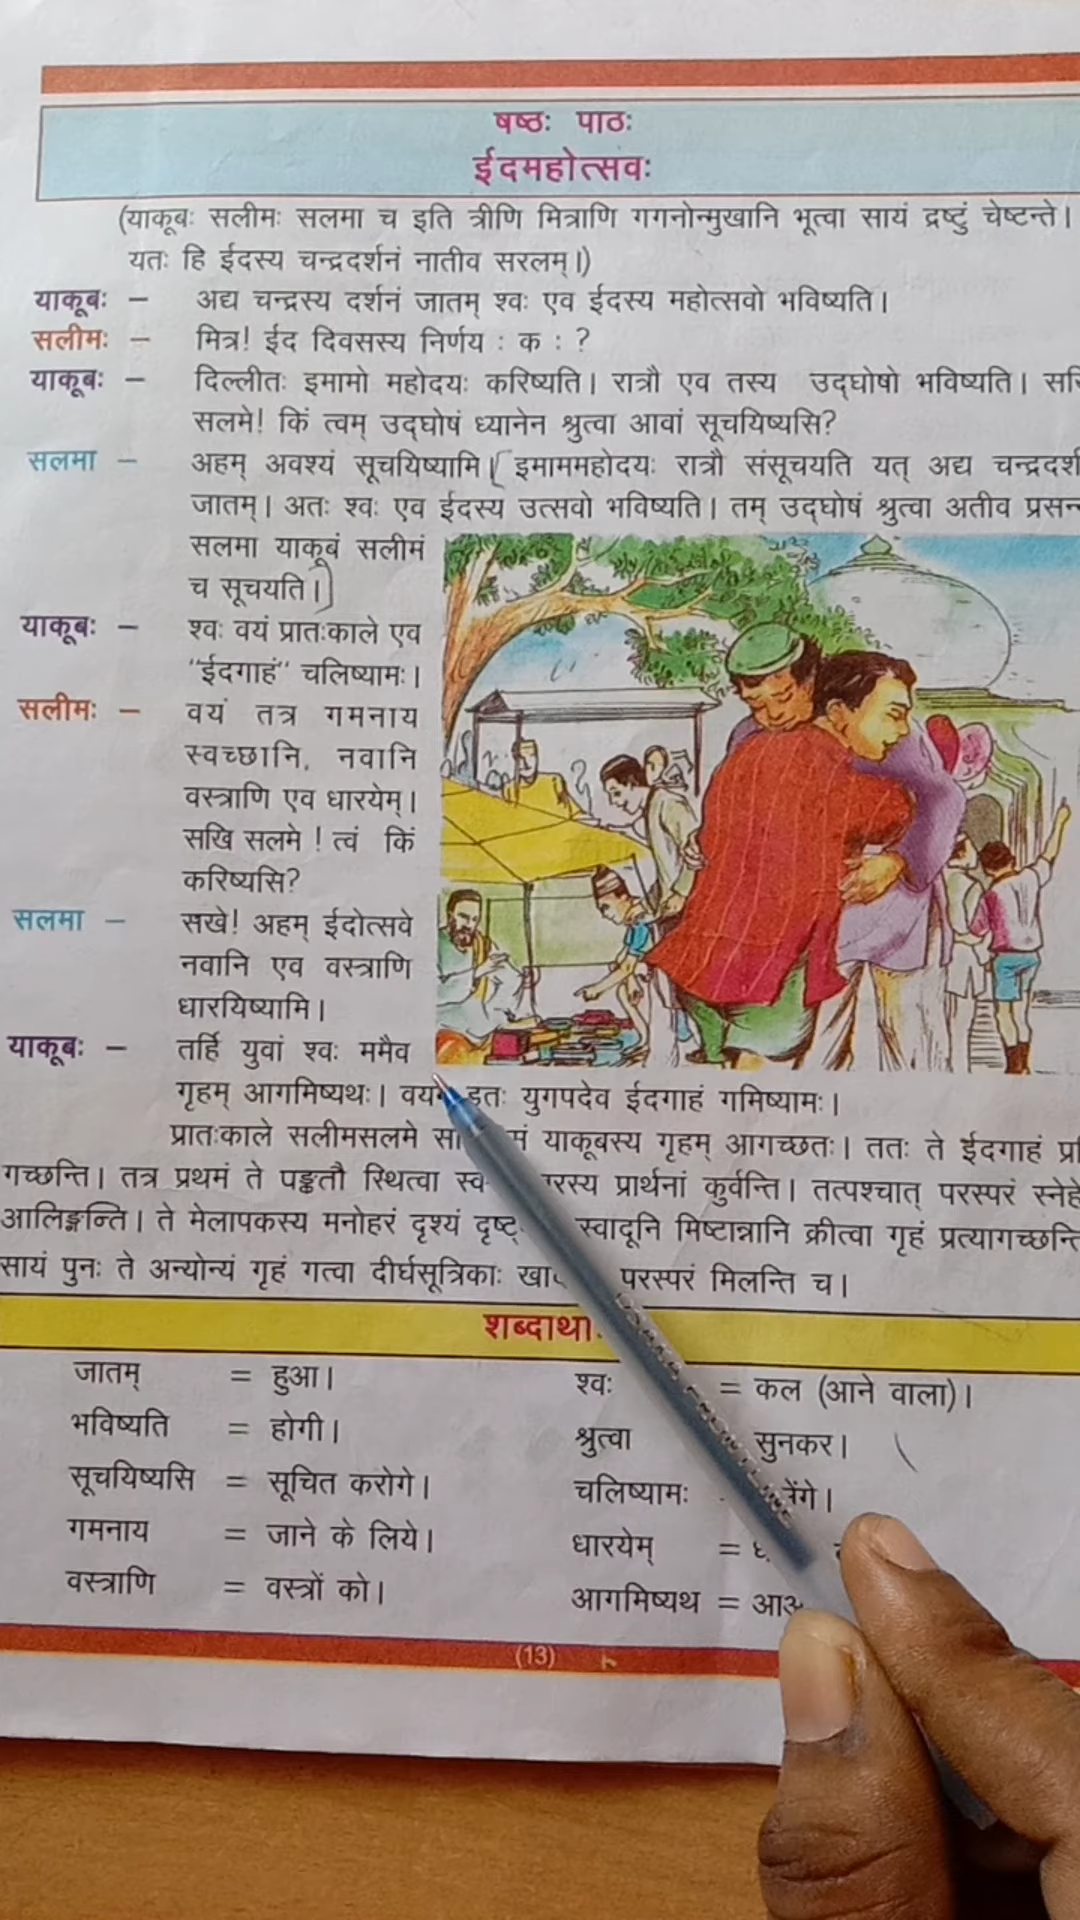 षष्ठः पाठः
ईदमहोत्सवः
(याकूबः सलीमः सलमा च इति त्रीणि मित्राणि गगनोन्मुखानि भूत्वा सायं द्रष्टुं चेष्टन्ते।
यतः हि ईदस्य चन्द्रदर्शनं नातीव सरलम्।)
याकूबः – अद्य चन्द्रस्य दर्शनं जातम् श्वः एव ईदस्य महोत्सवो भविष्यति।
सलीमः – मित्र! ईद दिवसस्य निर्णय : क : ?
याकूबः – दिल्लीतः इमामो महोदयः करिष्यति। रात्रौ एव तस्य उद्घोषो भविष्यति।
सलमे! किं त्वम् उद्घोषं ध्यानेन श्रुत्वा आवां सूचयिष्यसि?
सलमा – अहम् अवश्यं सूचयिष्यामि। (इमाममहोदयः रात्रौ संसूचयति यत् अद्य
जातम्। अतः श्वः एव ईदस्य उत्सवो भविष्यति। तम् उद्घोषं श्रुत्वा अतीव
सलमा याकूबं सलीमं
च सूचयति।)
याकूबः – श्वः वयं प्रातःकाले एव
“ईदगाहं” चलिष्यामः।
सलीमः – वयं तत्र गमनाय
स्वच्छानि, नवानि
वस्त्राणि एव धारयेम्।
सखि सलमे ! त्वं किं
करिष्यसि?
सलमा – सखे! अहम् ईदोत्सवे
नवानि एव वस्त्राणि
धारयिष्यामि।
याकूबः – तर्हि युवां श्वः ममैव
गृहम् आगमिष्यथः। युगपदेव ईदगाहं गमिष्यामः।
प्रातःकाले सलीमसलमे याकूबस्य गृहम् आगच्छतः। ततः ते ईदगाहं
गच्छन्ति। तत्र प्रथमं ते पङ्क्तौ स्थित्वा प्रार्थनां कुर्वन्ति। तत्पश्चात् परस्परं
आलिङ्गन्ति। ते मेलापकस्य मनोहरं दृश्यं स्वादूनि मिष्टान्नानि क्रीत्वा गृहं
सायं पुनः ते अन्योन्यं गृहं गत्वा दीर्घसूत्रिकाः परस्परं मिलन्ति च।
शब्दार्थाः
जातम् = हुआ। श्वः = कल (आने वाला)।
भविष्यति = होगी। श्रुत्वा सुनकर।
सूचयिष्यसि = सूचित करोगे। चलिष्यामः
गमनाय = जाने के लिये। धारयेम् =
वस्त्राणि = वस्त्रों को। आगमिष्यथ =
(13)